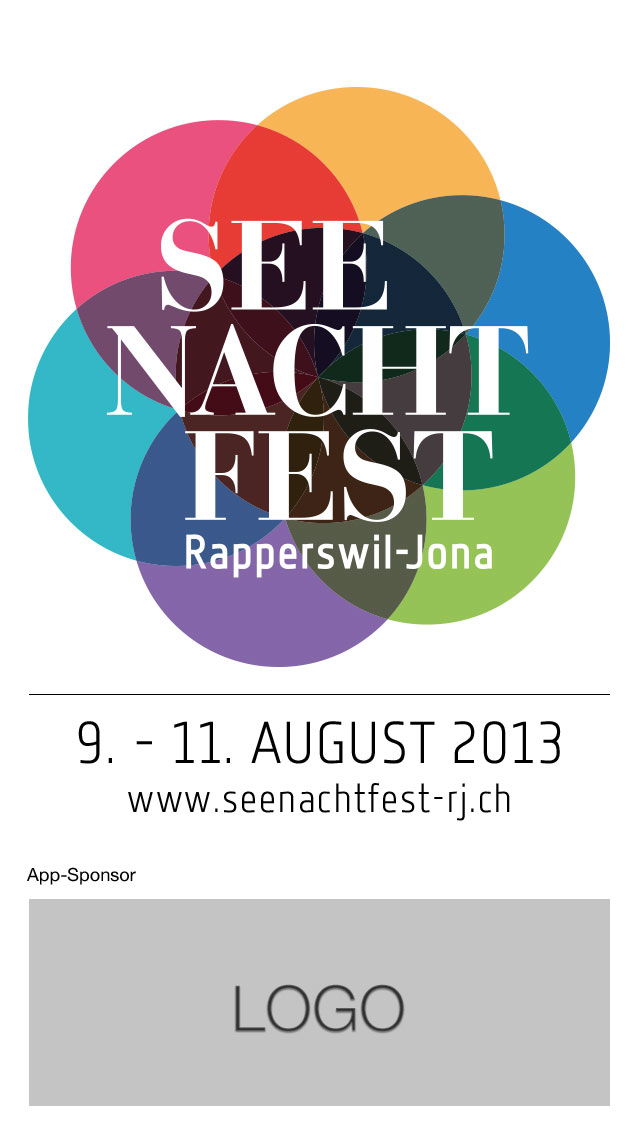 SEE
NACHT
FEST
Rapperswil-Jona
9. - 11. AUGUST 2013
www.seenachtfest-rj.ch
App-Sponsor
LOGO